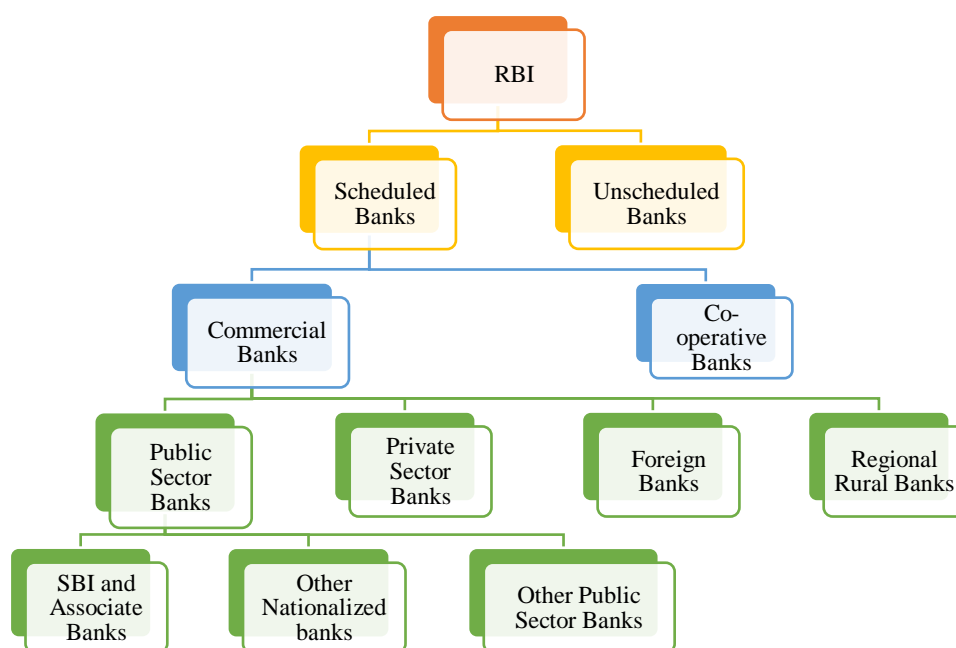 RBI
Scheduled
Banks
Unscheduled
Banks
Commercial
Banks
Co-
operative
Banks
Public
Sector
Banks
Private
Sector
Banks
Foreign
Banks
Regional
Rural Banks
SBI and
Associate
Banks
Other
Nationalized
banks
Other Public
Sector Banks